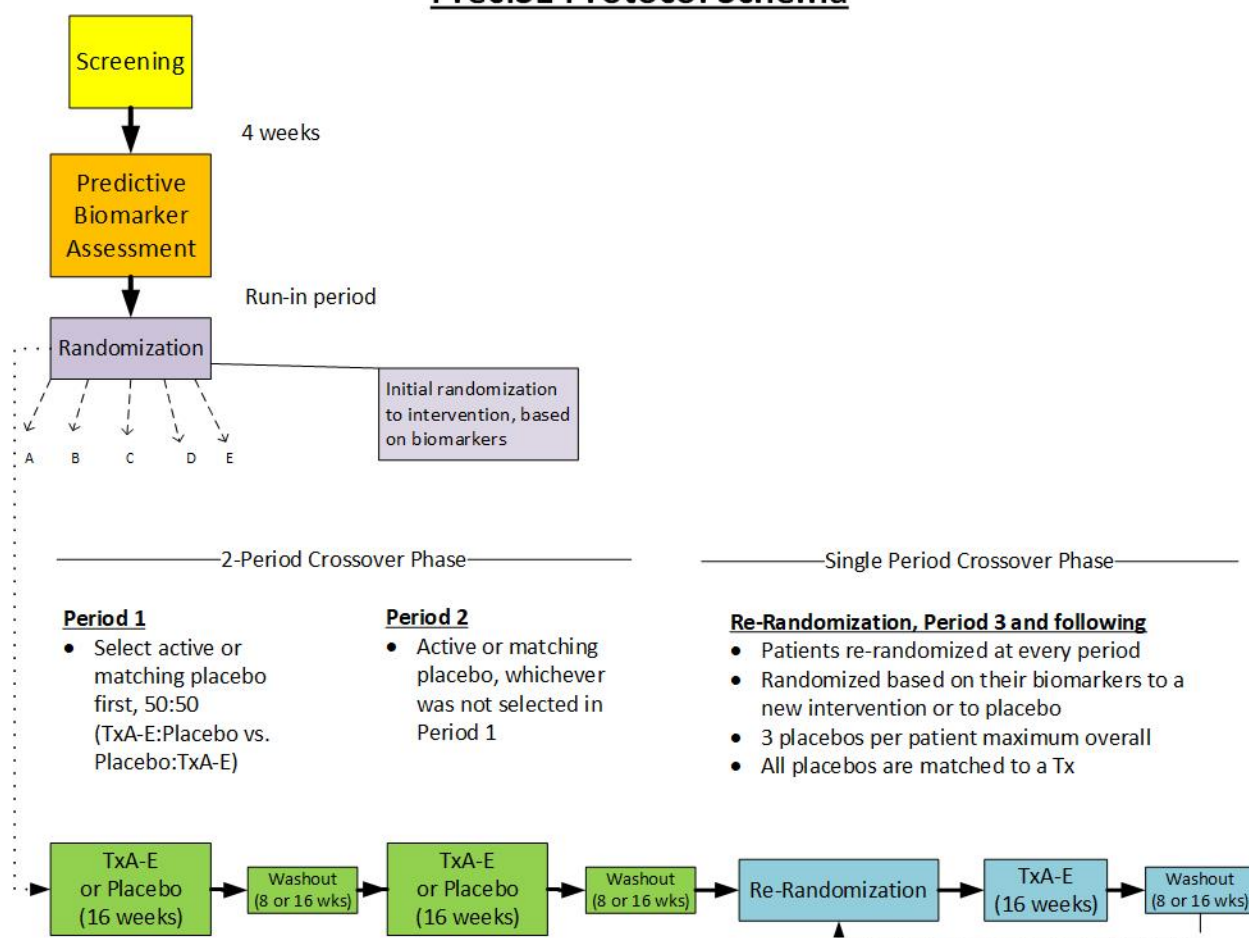 Screening
4 weeks
Predictive
Biomarker
Assessment
Run-in period
Randomization
Initial randomization
to intervention, based
on biomarkers
A B C D E
2-Period Crossover Phase
Single Period Crossover Phase
Period 1
• Select active or
matching placebo
first, 50:50
(TxA-E:Placebo vs.
Placebo:TxA-E)
Period 2
• Active or matching
placebo, whichever
was not selected in
Period 1
Re-Randomization, Period 3 and following
• Patients re-randomized at every period
• Randomized based on their biomarkers to a
new intervention or to placebo
• 3 placebos per patient maximum overall
• All placebos are matched to a Tx
TxA-E
or Placebo
(16 weeks)
Washout
(8 or 16 wks)
TxA-E
or Placebo
(16 weeks)
Washout
(8 or 16 wks)
Re-Randomization
TxA-E
(16 weeks)
Washout
(8 or 16 wks)